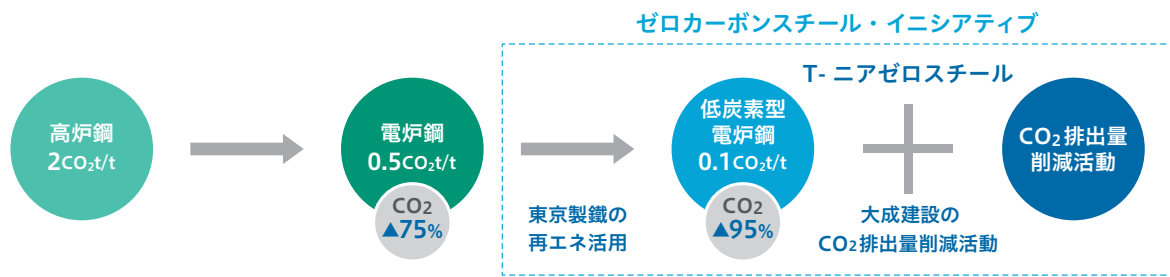 ゼロカーボンスチール・イニシアティブ
T- ニアゼロスチール
高炉鋼
2CO₂t/t
電炉鋼
0.5CO₂t/t
CO₂
▲75%
東京製鐵の
再エネ活用
低炭素型
電炉鋼
0.1CO₂t/t
CO₂
▲95%
大成建設の
CO₂排出量削減活動
CO₂排出量
削減活動